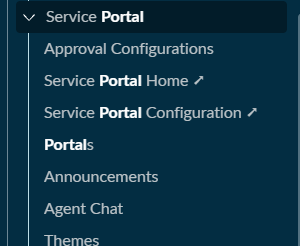 Service Portal
Approval Configurations
Service Portal Home ↗
Service Portal Configuration ↗
Portals
Announcements
Agent Chat
Themes